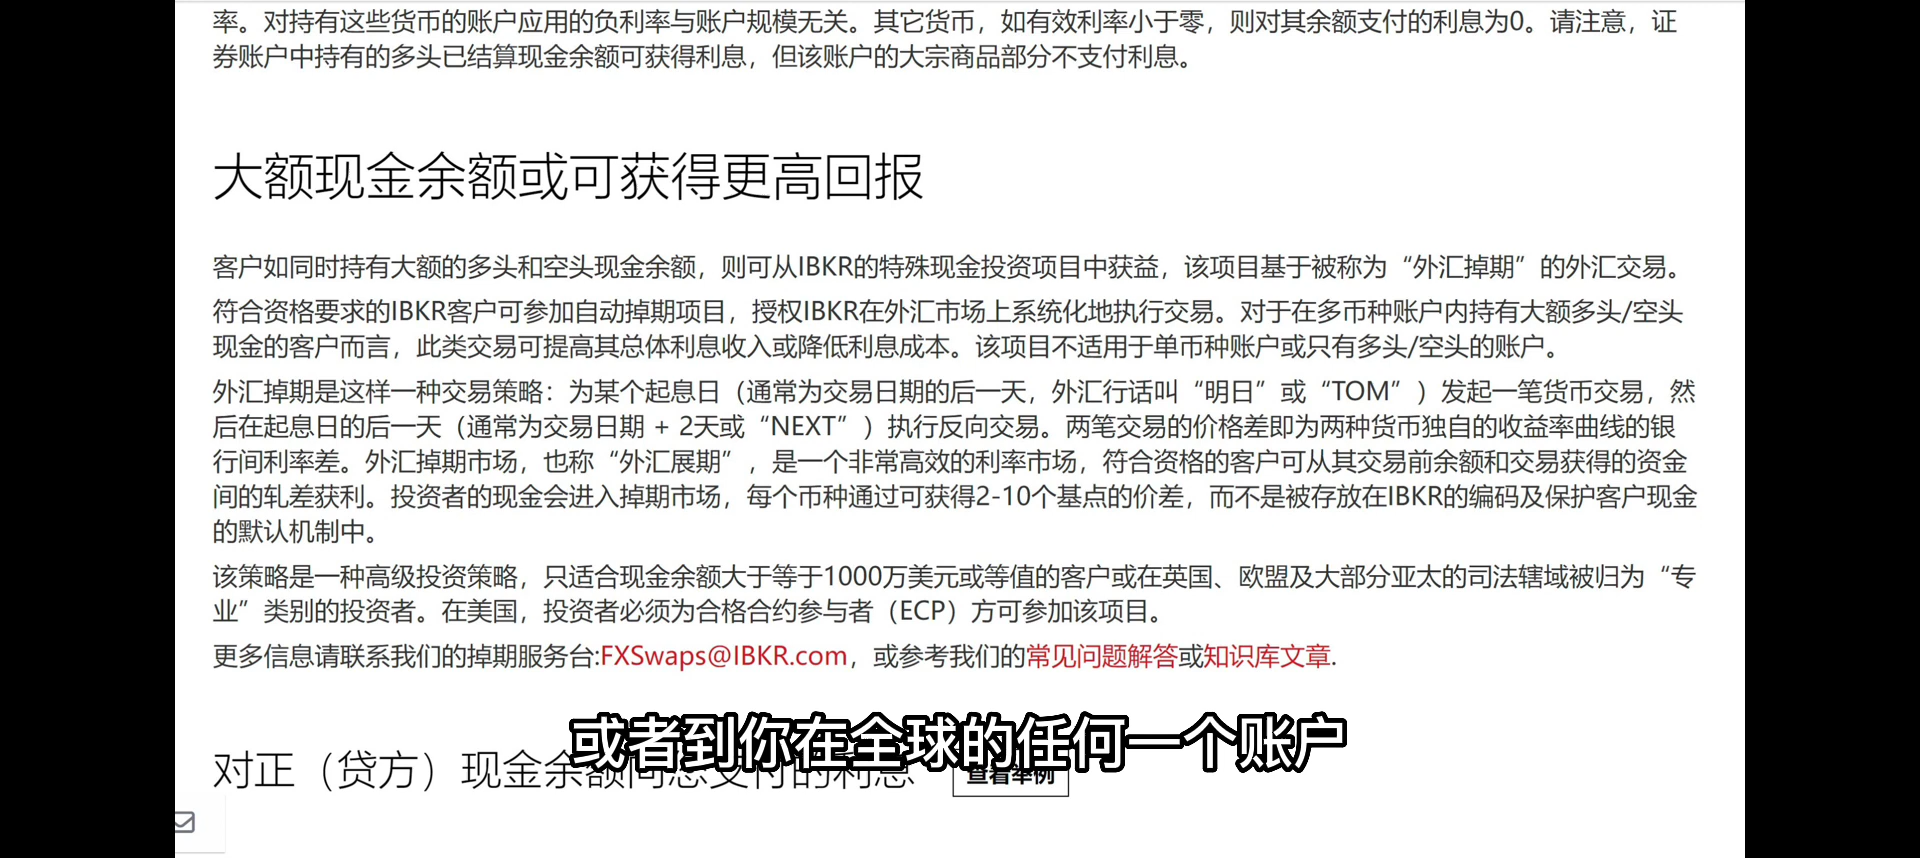 率。对持有这些货币的账户应用的负利率与账户规模无关。其它货币，如有效利率小于零，则对其余额支付的利息为0。请注意，证
券账户中持有的多头已结算现金余额可获得利息，但该账户的大宗商品部分不支付利息。
大额现金余额或可获得更高回报
客户如同时持有大额的多头和空头现金余额，则可从IBKR的特殊现金投资项目中获益，该项目基于被称为“外汇掉期”的外汇交易。
符合资格要求的IBKR客户可参加自动掉期项目，授权IBKR在外汇市场上系统化地执行交易。对于在多币种账户内持有大额多头/空头
现金的客户而言，此类交易可提高其总体利息收入或降低利息成本。该项目不适用于单币种账户或只有多头/空头的账户。
外汇掉期是这样一种交易策略：为某个起息日（通常为交易日期的后一天，外汇行话叫“明日”或“TOM”）发起一笔货币交易，然
后在起息日的后一天（通常为交易日期 + 2天或“NEXT”）执行反向交易。两笔交易的价格差即为两种货币独自的收益率曲线的银
行间利率差。外汇掉期市场，也称“外汇展期”，是一个非常高效的利率市场，符合资格的客户可从其交易前余额和交易获得的资金
间的轧差获利。投资者的现金会进入掉期市场，每个币种通过可获得2-10个基点的价差，而不是被存放在IBKR的编码及保护客户现金
的默认机制中。
该策略是一种高级投资策略，只适合现金余额大于等于1000万美元或等值的客户或在英国、欧盟及大部分亚太的司法辖域被归为“专
业”类别的投资者。在美国，投资者必须为合格合约参与者（ECP）方可参加该项目。
更多信息请联系我们的掉期服务台:FXSwaps@IBKR.com，或参考我们的常见问题解答或知识库文章.
或者到你在全球的任何一个账户
对正（贷方）现金余额向您支付的利息 查看举例